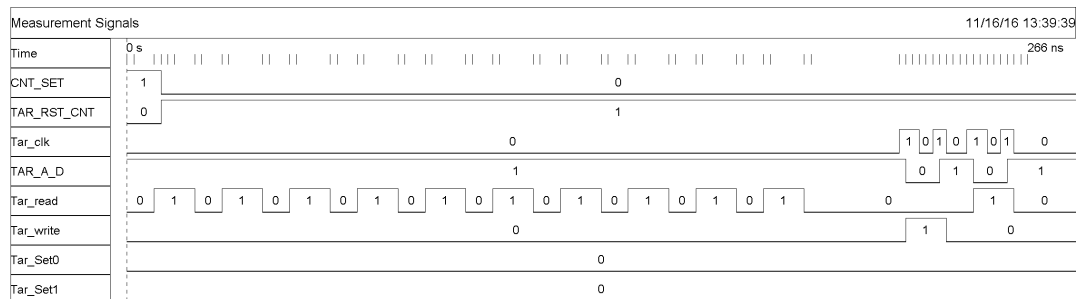 Measurement Signals 11/16/16 13:39:39
Time 0 s 266 ns
CNT_SET 1 0
TAR_RST_CNT 0 1
Tar_clk 0 1 0 1 0 1 0 1 0
TAR_A_D 1 0 1 0 1
Tar_read 0 1 0 1 0 1 0 1 0 1 0 1 0 1 0 1 0 1 0 1 0 1 0
Tar_write 0 1 0
Tar_Set0 0
Tar_Set1 0